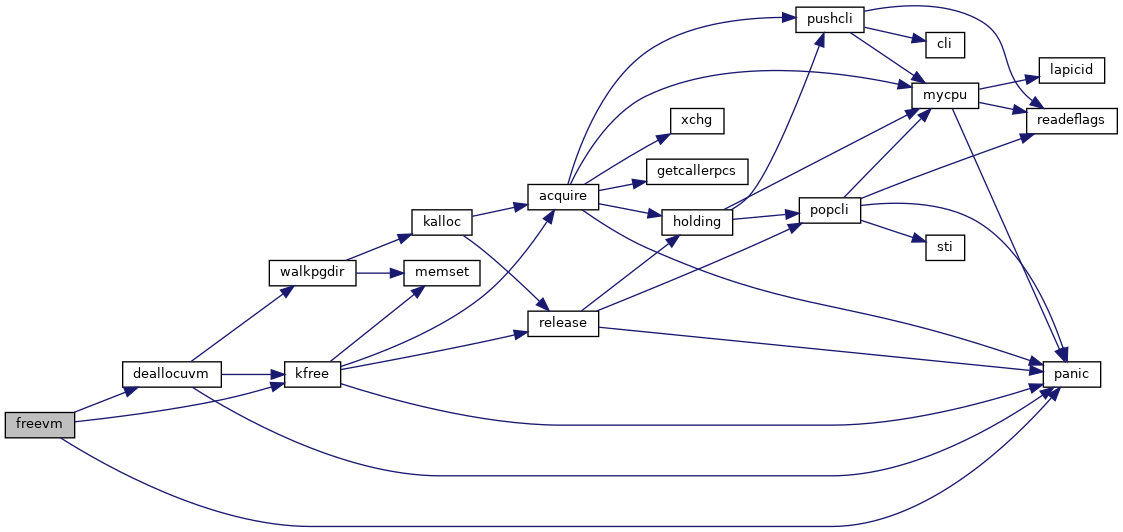 pushcli
cli
lapicid
mycpu
xchg
readeflags
getcallerpcs
acquire
holding
popcli
kalloc
sti
walkpgdir
memset
release
deallocuvm
kfree
panic
freevm